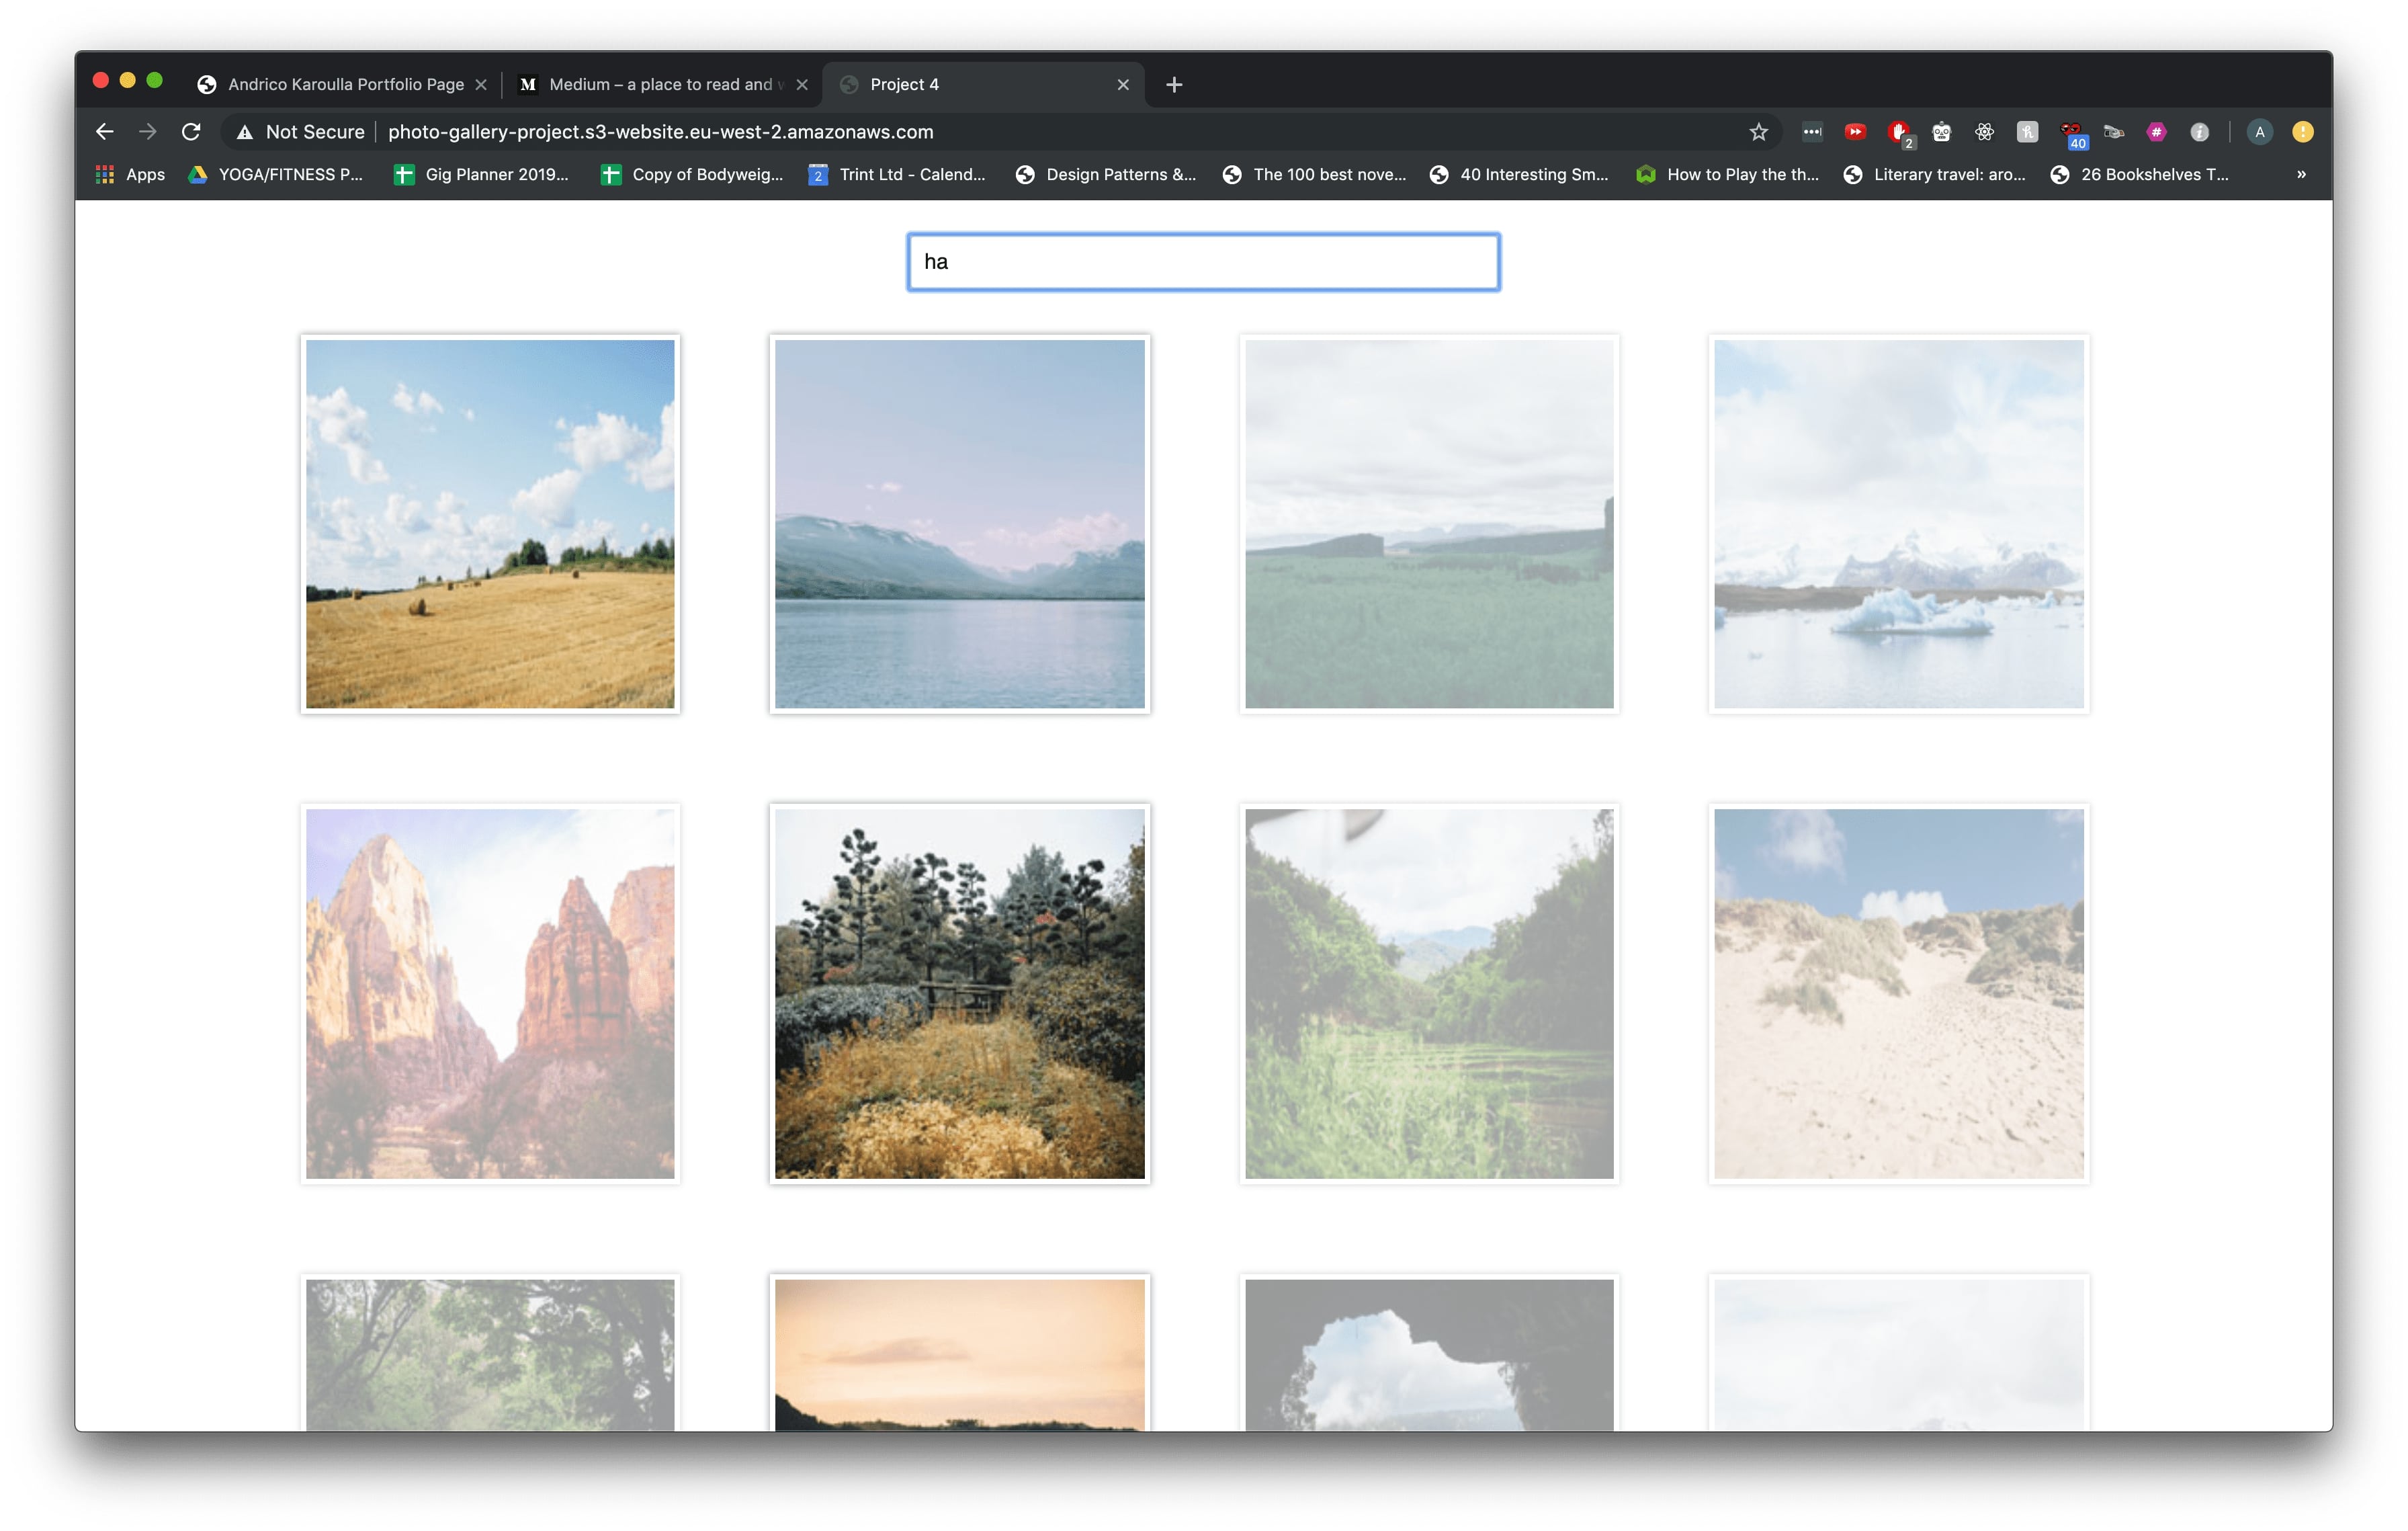 Andrico Karoulla Portfolio Page
Medium – a place to read and w
Project 4
Not Secure photo-gallery-project.s3-website.eu-west-2.amazonaws.com
2
40
#
A
Apps
YOGA/FITNESS P...
Gig Planner 2019...
Copy of Bodyweig...
2
Trint Ltd - Calend...
Design Patterns &...
The 100 best nove...
40 Interesting Sm...
How to Play the th...
Literary travel: aro...
26 Bookshelves T...
»
ha